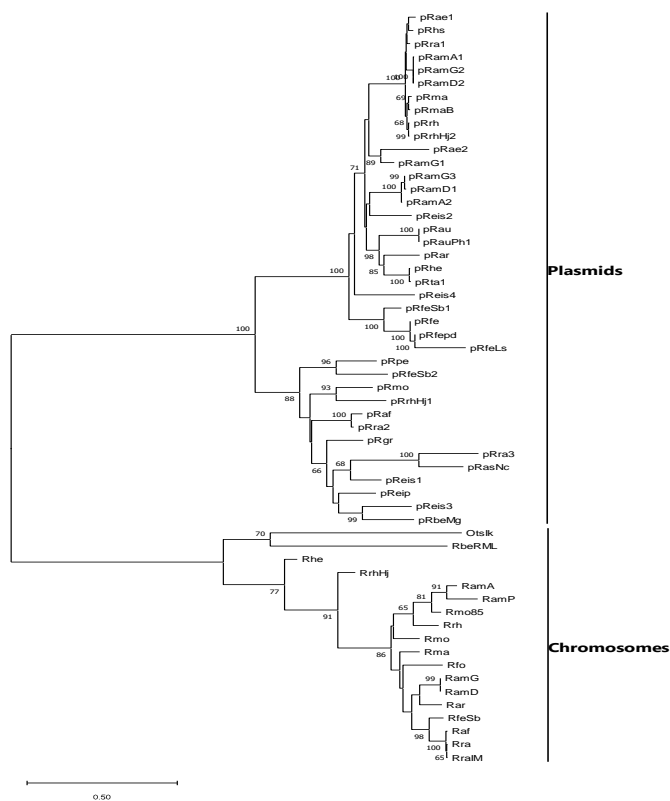 pRae1
pRhs
pRra1
pRamA1
100
100
pRamG2
pRamD2
69
pRma
pRmaB
68
pRrh
99
pRrhHj2
pRae2
89
pRamG1
71
99
pRamG3
100
pRamD1
pRamA2
pReis2
100
pRau
pRauPh1
98
pRar
85
pRhe
100
pRta1
Plasmids
100
pReis4
pRfeSb1
100
pRfe
100
pRfepd
100
pRfeLs
100
96
pRpe
pRfeSb2
88
93
pRmo
pRrhHj1
100
pRaf
pRra2
pRgr
66
68
100
pRra3
pRasNc
pReis1
pReip
pReis3
99
pRbeMg
70
OtsIk
RbeRML
Rhe
77
RrhHj
91
91
RamA
81
RamP
65
Rmo85
Rrh
Rmo
86
Rma
Chromosomes
Rfo
99
RamG
RamD
Rar
RfeSb
98
Raf
100
Rra
65
RralM
0.50